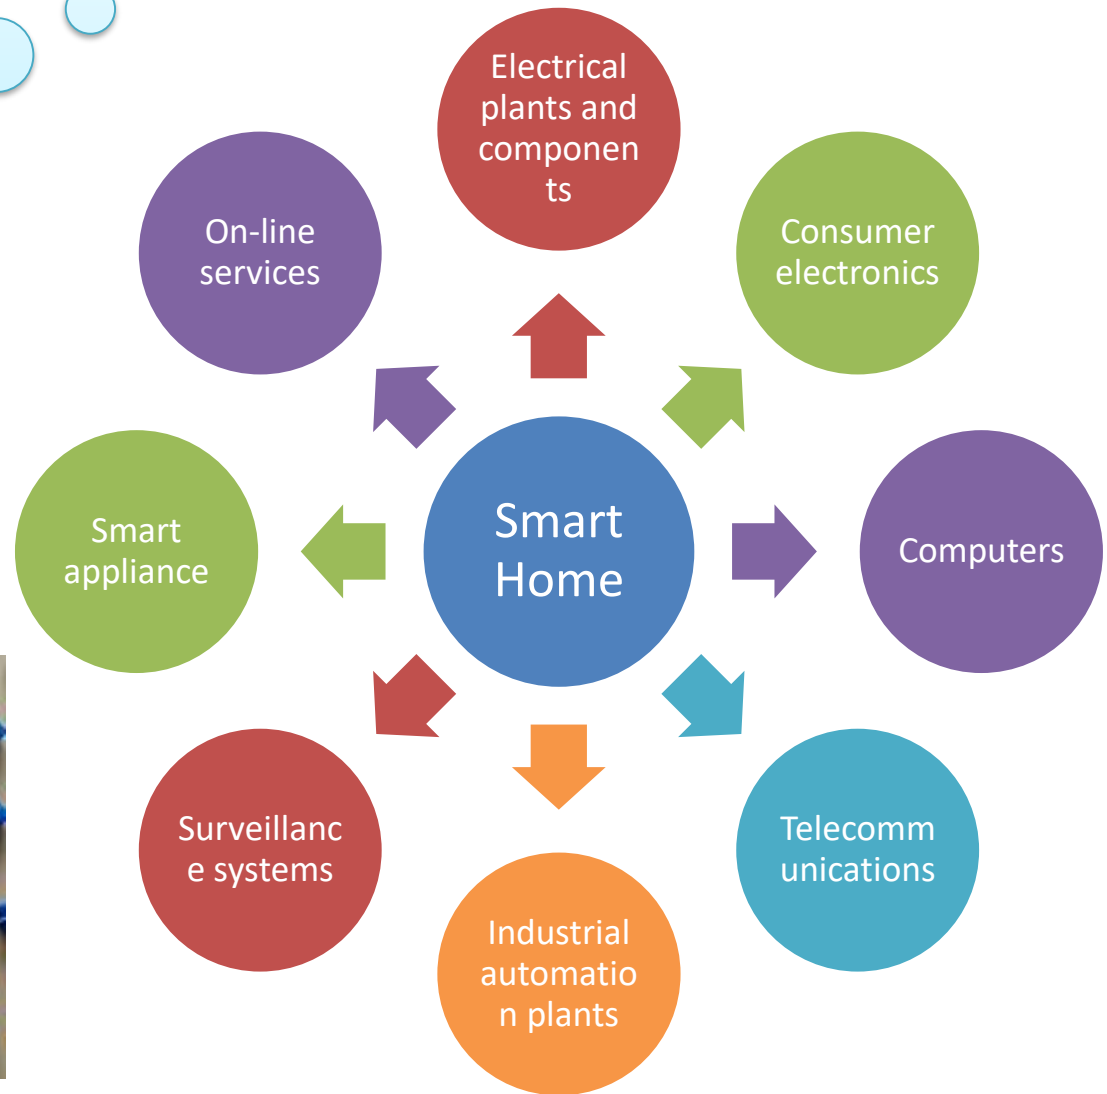 Electrical
plants and
componen
ts
Consumer
electronics
Computers
Telecomm
unications
Industrial
automatio
n plants
Surveillanc
e systems
Smart
appliance
On-line
services
Smart
Home